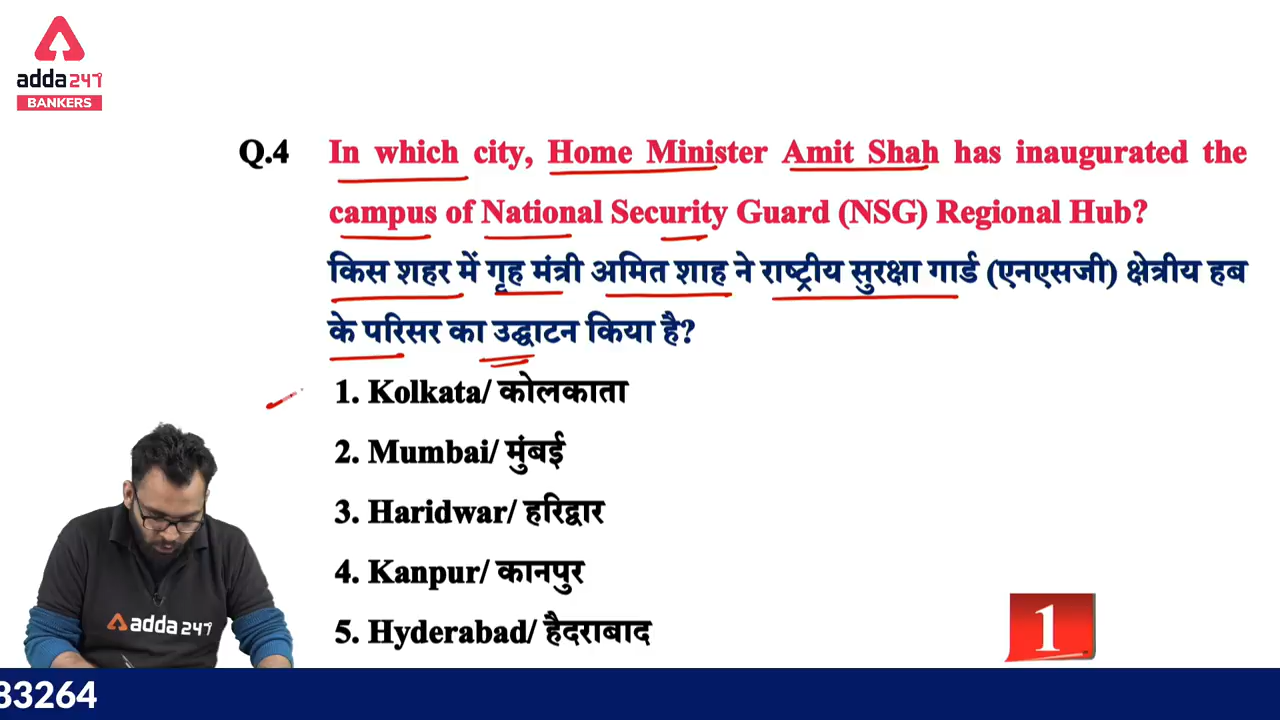 adda247
BANKERS
Q.4 In which city, Home Minister Amit Shah has inaugurated the
campus of National Security Guard (NSG) Regional Hub?
किस शहर में गृह मंत्री अमित शाह ने राष्ट्रीय सुरक्षा गार्ड (एनएसजी) क्षेत्रीय हब
के परिसर का उद्घाटन किया है?
1. Kolkata/ कोलकाता
2. Mumbai/ मुंबई
3. Haridwar/ हरिद्वार
4. Kanpur/ कानपुर
5. Hyderabad/ हैदराबाद
adda247
1
83264